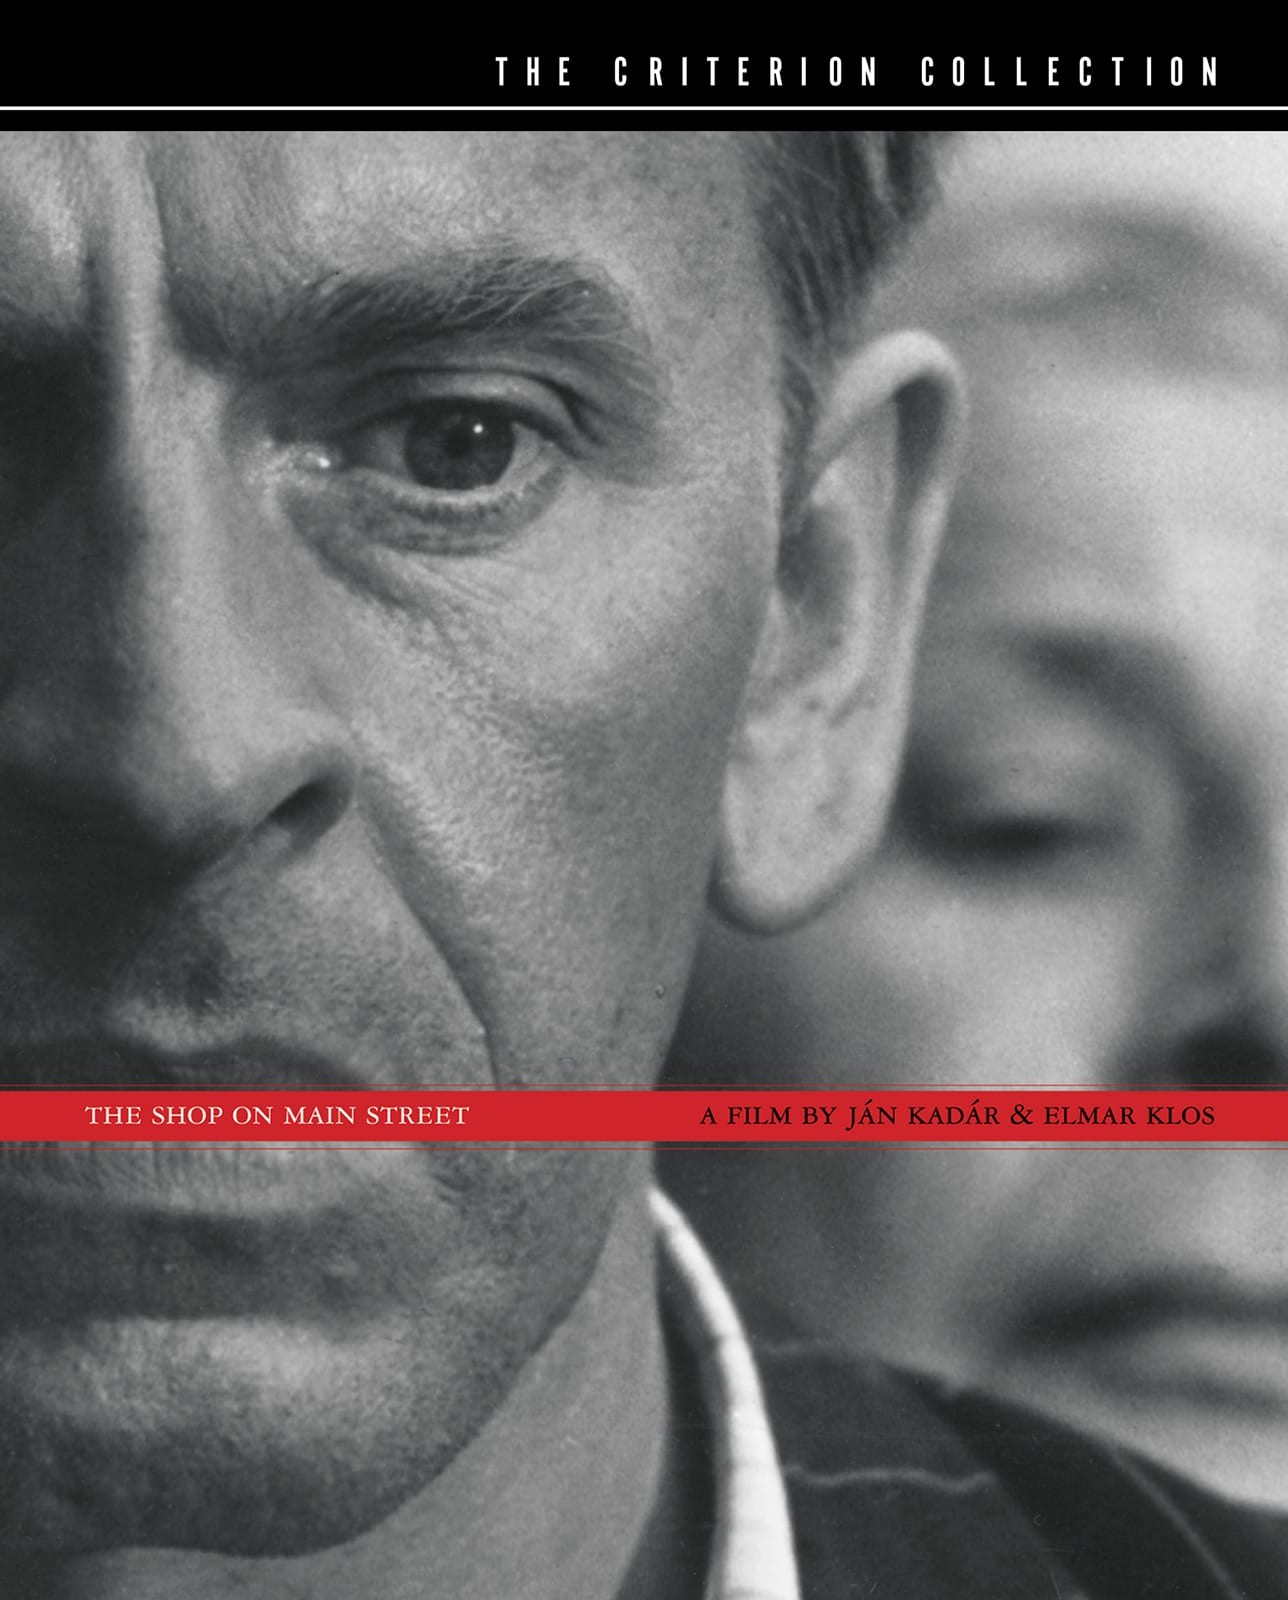 THE CRITERION COLLECTION
THE SHOP ON MAIN STREET
A FILM BY JÁN KADÁR & ELMAR KLOS